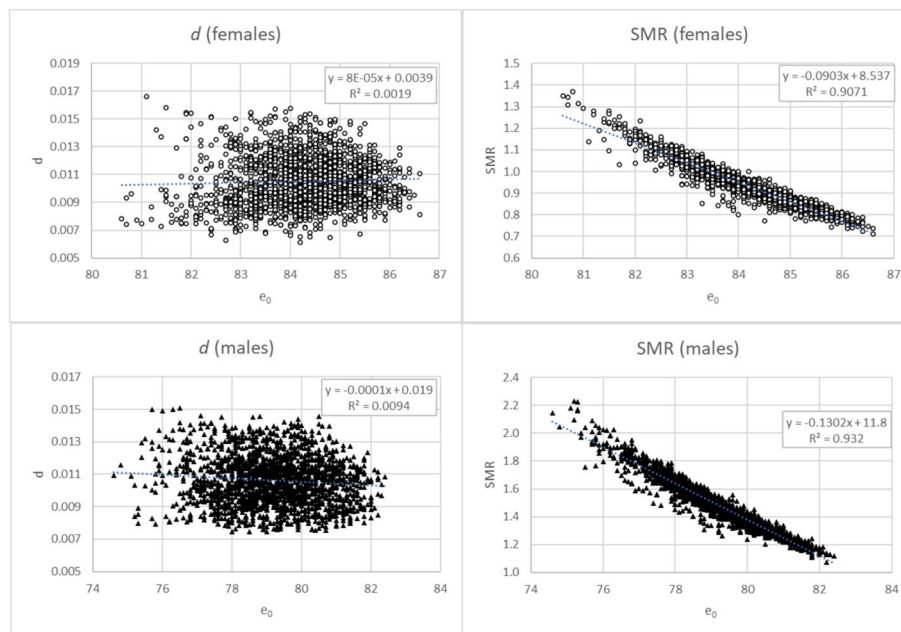 d (females)
0.019
0.017
0.015
0.013
0.011
0.009
0.007
0.005
d
y = 8E-05x + 0.0039
R² = 0.0019
80 81 82 83 84 85 86 87
e₀
SMR (females)
1.5
1.4
1.3
1.2
1.1
1.0
0.9
0.8
0.7
0.6
SMR
y = -0.0903x + 8.537
R² = 0.9071
80 81 82 83 84 85 86 87
e₀
d (males)
0.017
0.015
0.013
0.011
0.009
0.007
0.005
d
y = -0.0001x + 0.019
R² = 0.0094
74 76 78 80 82 84
e₀
SMR (males)
2.4
2.2
2.0
1.8
1.6
1.4
1.2
1.0
SMR
y = -0.1302x + 11.8
R² = 0.932
74 76 78 80 82 84
e₀